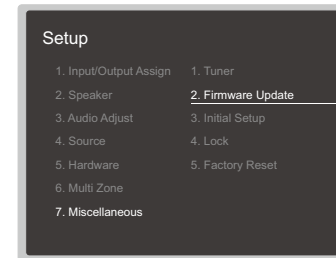 Setup
1. Input/Output Assign
2. Speaker
3. Audio Adjust
4. Source
5. Hardware
6. Multi Zone
7. Miscellaneous
1. Tuner
2. Firmware Update
3. Initial Setup
4. Lock
5. Factory Reset